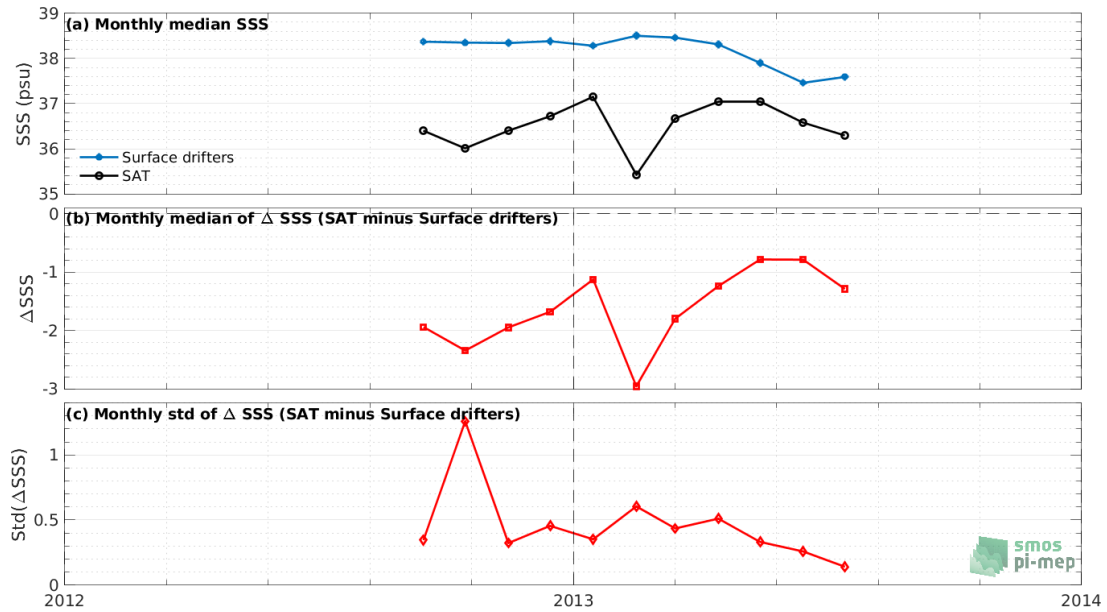 (a) Monthly median SSS
39
38
37
36
35
SSS (psu)
Surface drifters
SAT
(b) Monthly median of Δ SSS (SAT minus Surface drifters)
0
-1
-2
-3
ΔSSS
(c) Monthly std of Δ SSS (SAT minus Surface drifters)
1
0.5
0
Std(ΔSSS)
smos
pi-mep
2012
2013
2014